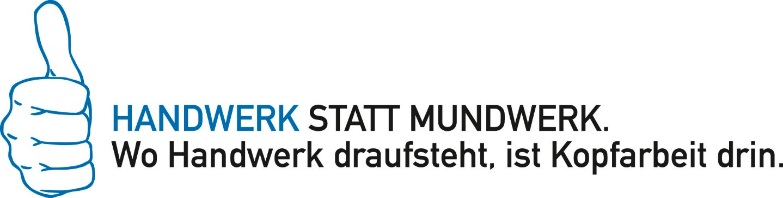 HANDWERK STATT MUNDWERK.
Wo Handwerk draufsteht, ist Kopfarbeit drin.